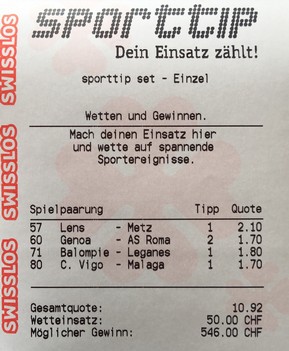 SWISSLOS
SWISSLOS
SWISSLOS
sporttip
Dein Einsatz zählt!
sporttip set - Einzel
Wetten und Gewinnen.
Mach deinen Einsatz hier
und wette auf spannende
Sportereignisse.
Spielpaarung Tipp Quote
57 Lens - Metz 1 2.10
60 Genoa - AS Roma 2 1.70
71 Balompie - Leganes 1 1.80
80 C. Vigo - Malaga 1 1.70
Gesamtquote: 10.92
Wetteinsatz: 50.00 CHF
Möglicher Gewinn: 546.00 CHF